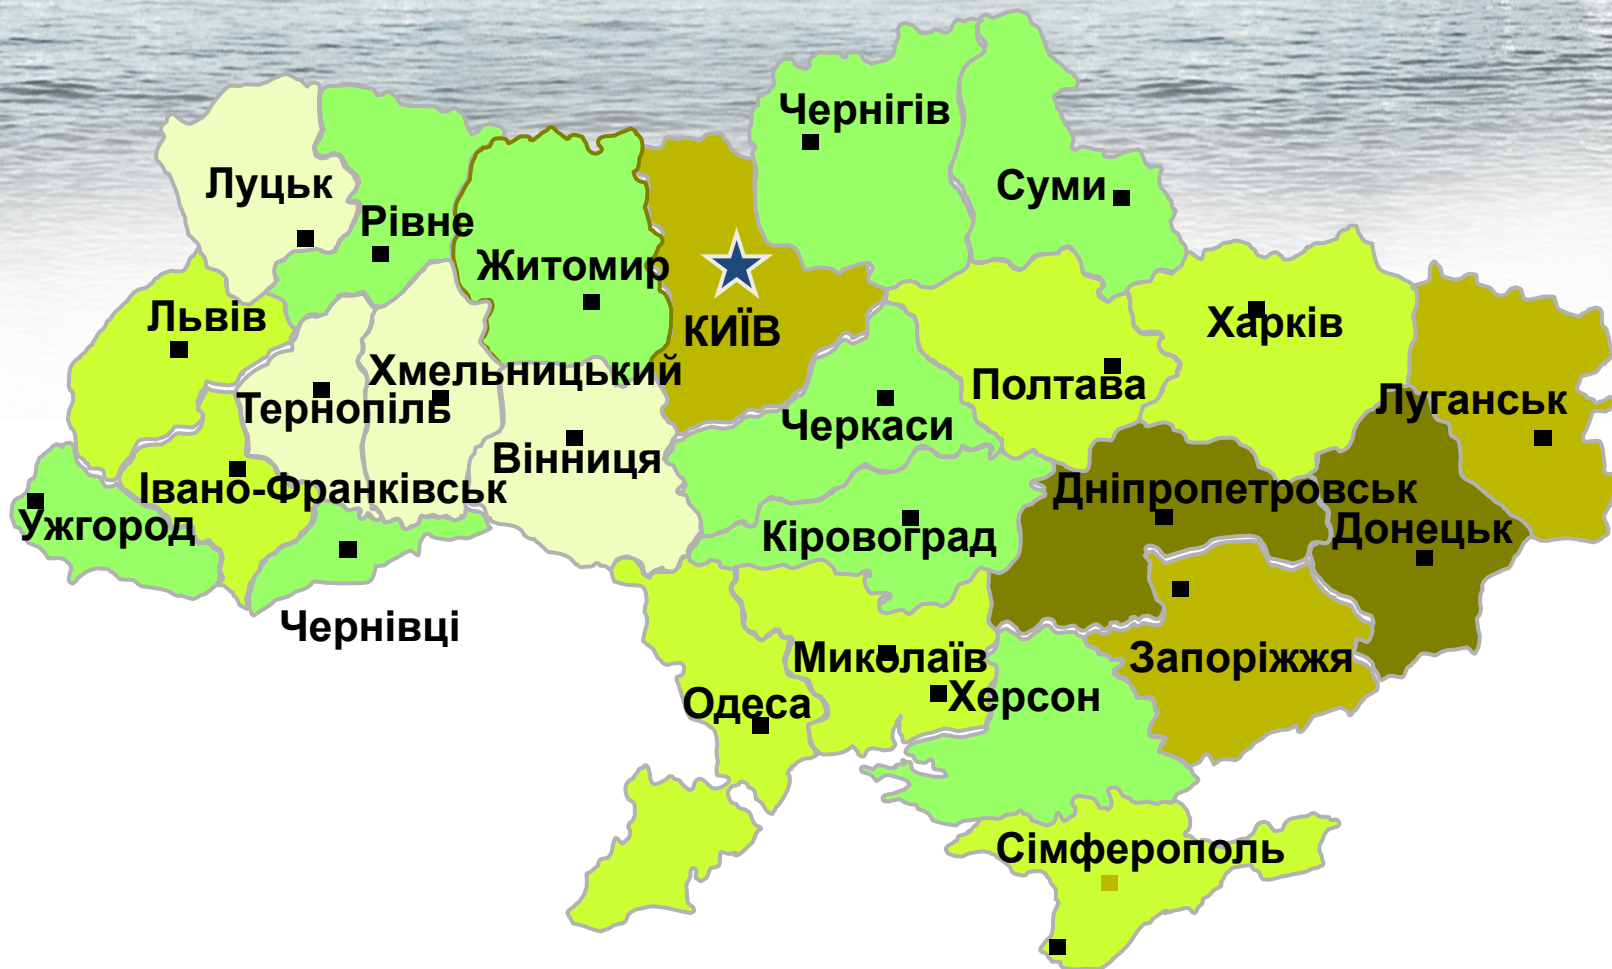 Чернігів
Луцьк
Суми
Рівне
Житомир
Львів
КИЇВ
Харків
Хмельницький
Полтава
Тернопіль
Луганськ
Черкаси
Вінниця
Івано-Франківськ
Дніпропетровськ
Ужгород
Кіровоград
Донецьк
Чернівці
Миколаїв
Запоріжжя
Одеса
Херсон
Сімферополь